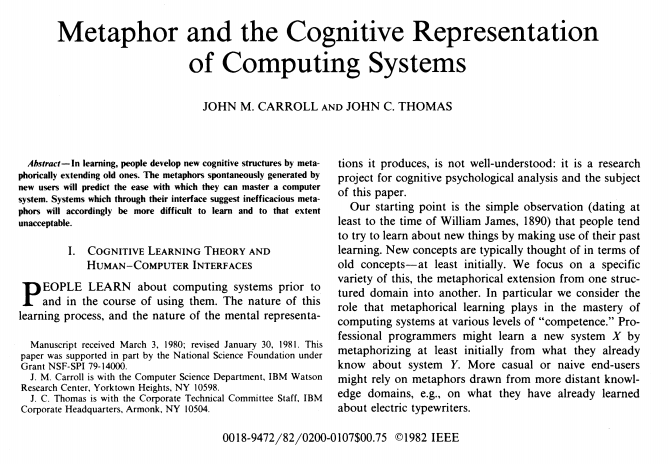 Metaphor and the Cognitive Representation
of Computing Systems
JOHN M. CARROLL AND JOHN C. THOMAS
Abstract—In learning, people develop new cognitive structures by meta-
phorically extending old ones. The metaphors spontaneously generated by
new users will predict the ease with which they can master a computer
system. Systems which through their interface suggest inefficacious meta-
phors will accordingly be more difficult to learn and to that extent
unacceptable.
I. COGNITIVE LEARNING THEORY AND
HUMAN–COMPUTER INTERFACES
PEOPLE LEARN about computing systems prior to
and in the course of using them. The nature of this
learning process, and the nature of the mental representa-
Manuscript received March 3, 1980; revised January 30, 1981. This
paper was supported in part by the National Science Foundation under
Grant NSF-SPI 79-14000.
J. M. Carroll is with the Computer Science Department, IBM Watson
Research Center, Yorktown Heights, NY 10598.
J. C. Thomas is with the Corporate Technical Committee Staff, IBM
Corporate Headquarters, Armonk, NY 10504.
tions it produces, is not well-understood: it is a research
project for cognitive psychological analysis and the subject
of this paper.
Our starting point is the simple observation (dating at
least to the time of William James, 1890) that people tend
to try to learn about new things by making use of their past
learning. New concepts are typically thought of in terms of
old concepts—at least initially. We focus on a specific
variety of this, the metaphorical extension from one struc-
tured domain into another. In particular we consider the
role that metaphorical learning plays in the mastery of
computing systems at various levels of “competence.” Pro-
fessional programmers might learn a new system X by
metaphorizing at least initially from what they already
know about system Y. More casual or naive end-users
might rely on metaphors drawn from more distant knowl-
edge domains, e.g., on what they have already learned
about electric typewriters.
0018-9472/82/0200-0107$00.75 ©1982 IEEE